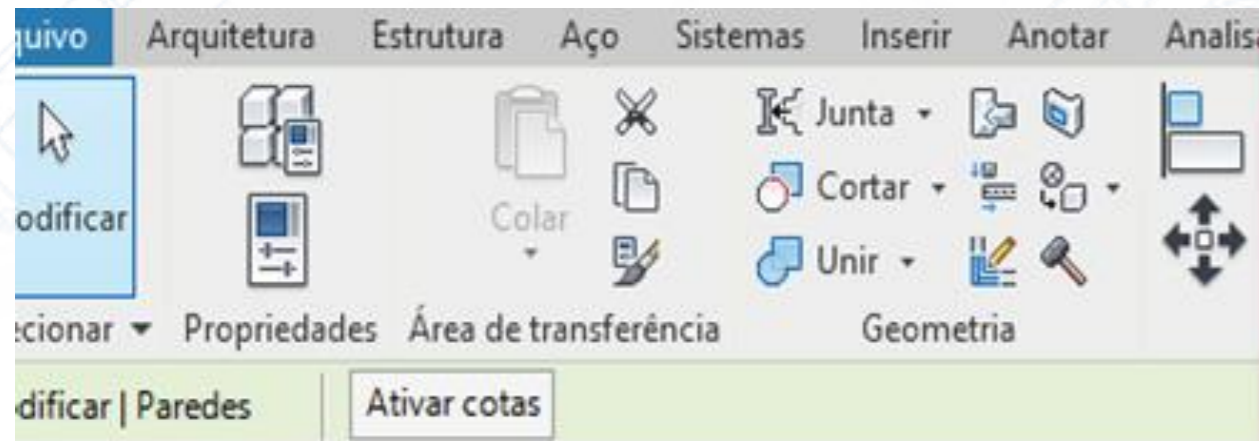 quivo Arquitetura Estrutura Aço Sistemas Inserir Anotar Analisa
Junta
Cortar
odificar
Colar
Unir
ecionar Propriedades Área de transferência Geometria
dificar | Paredes Ativar cotas